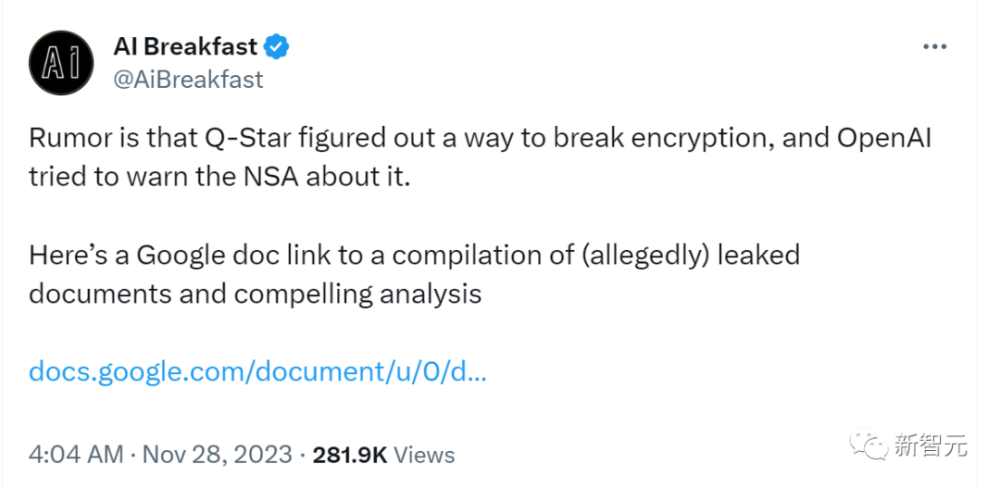 AI
AI Breakfast
@AiBreakfast
Rumor is that Q-Star figured out a way to break encryption, and OpenAI
tried to warn the NSA about it.
Here’s a Google doc link to a compilation of (allegedly) leaked
documents and compelling analysis
docs.google.com/document/u/0/d...
4:04 AM · Nov 28, 2023 · 281.9K Views
新智元